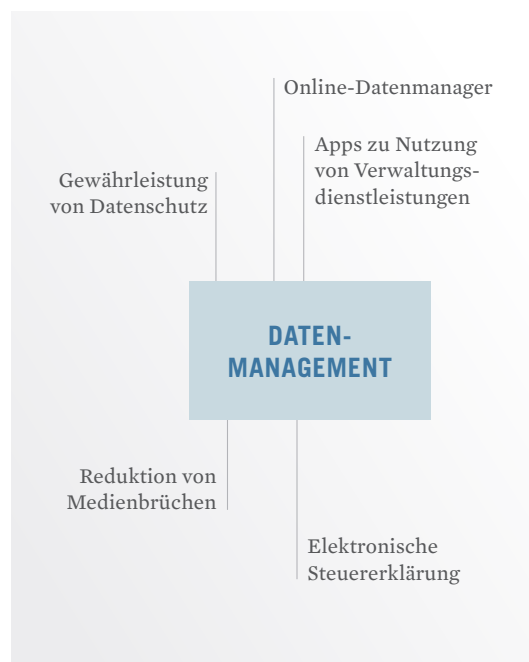 Online-Datenmanager
Apps zu Nutzung
von Verwaltungs-
dienstleistungen
Gewährleistung
von Datenschutz
DATEN-
MANAGEMENT
Reduktion von
Medienbrüchen
Elektronische
Steuererklärung